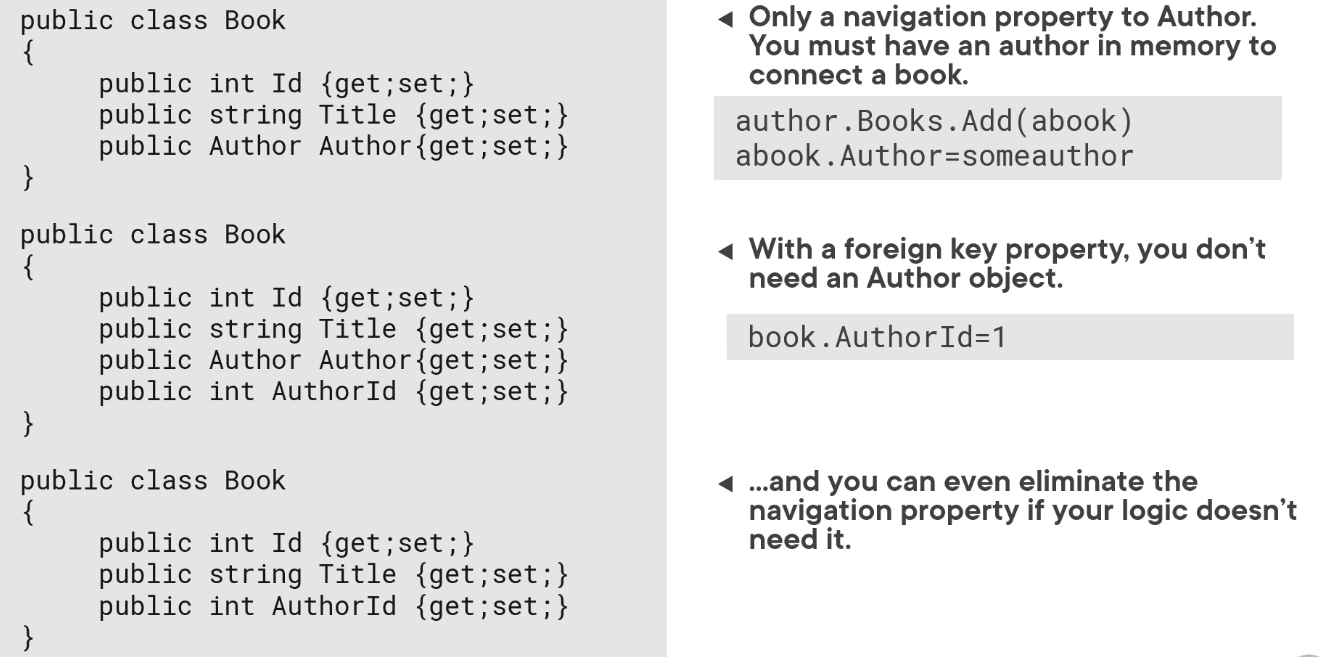 public class Book
{
public int Id {get;set;}
public string Title {get;set;}
public Author Author{get;set;}
}
◄ Only a navigation property to Author.
You must have an author in memory to
connect a book.
author.Books.Add(abook)
abook.Author=someauthor
public class Book
{
public int Id {get;set;}
public string Title {get;set;}
public Author Author{get;set;}
public int AuthorId {get;set;}
}
◄ With a foreign key property, you don’t
need an Author object.
book.AuthorId=1
public class Book
{
public int Id {get;set;}
public string Title {get;set;}
public int AuthorId {get;set;}
}
◄ …and you can even eliminate the
navigation property if your logic doesn’t
need it.